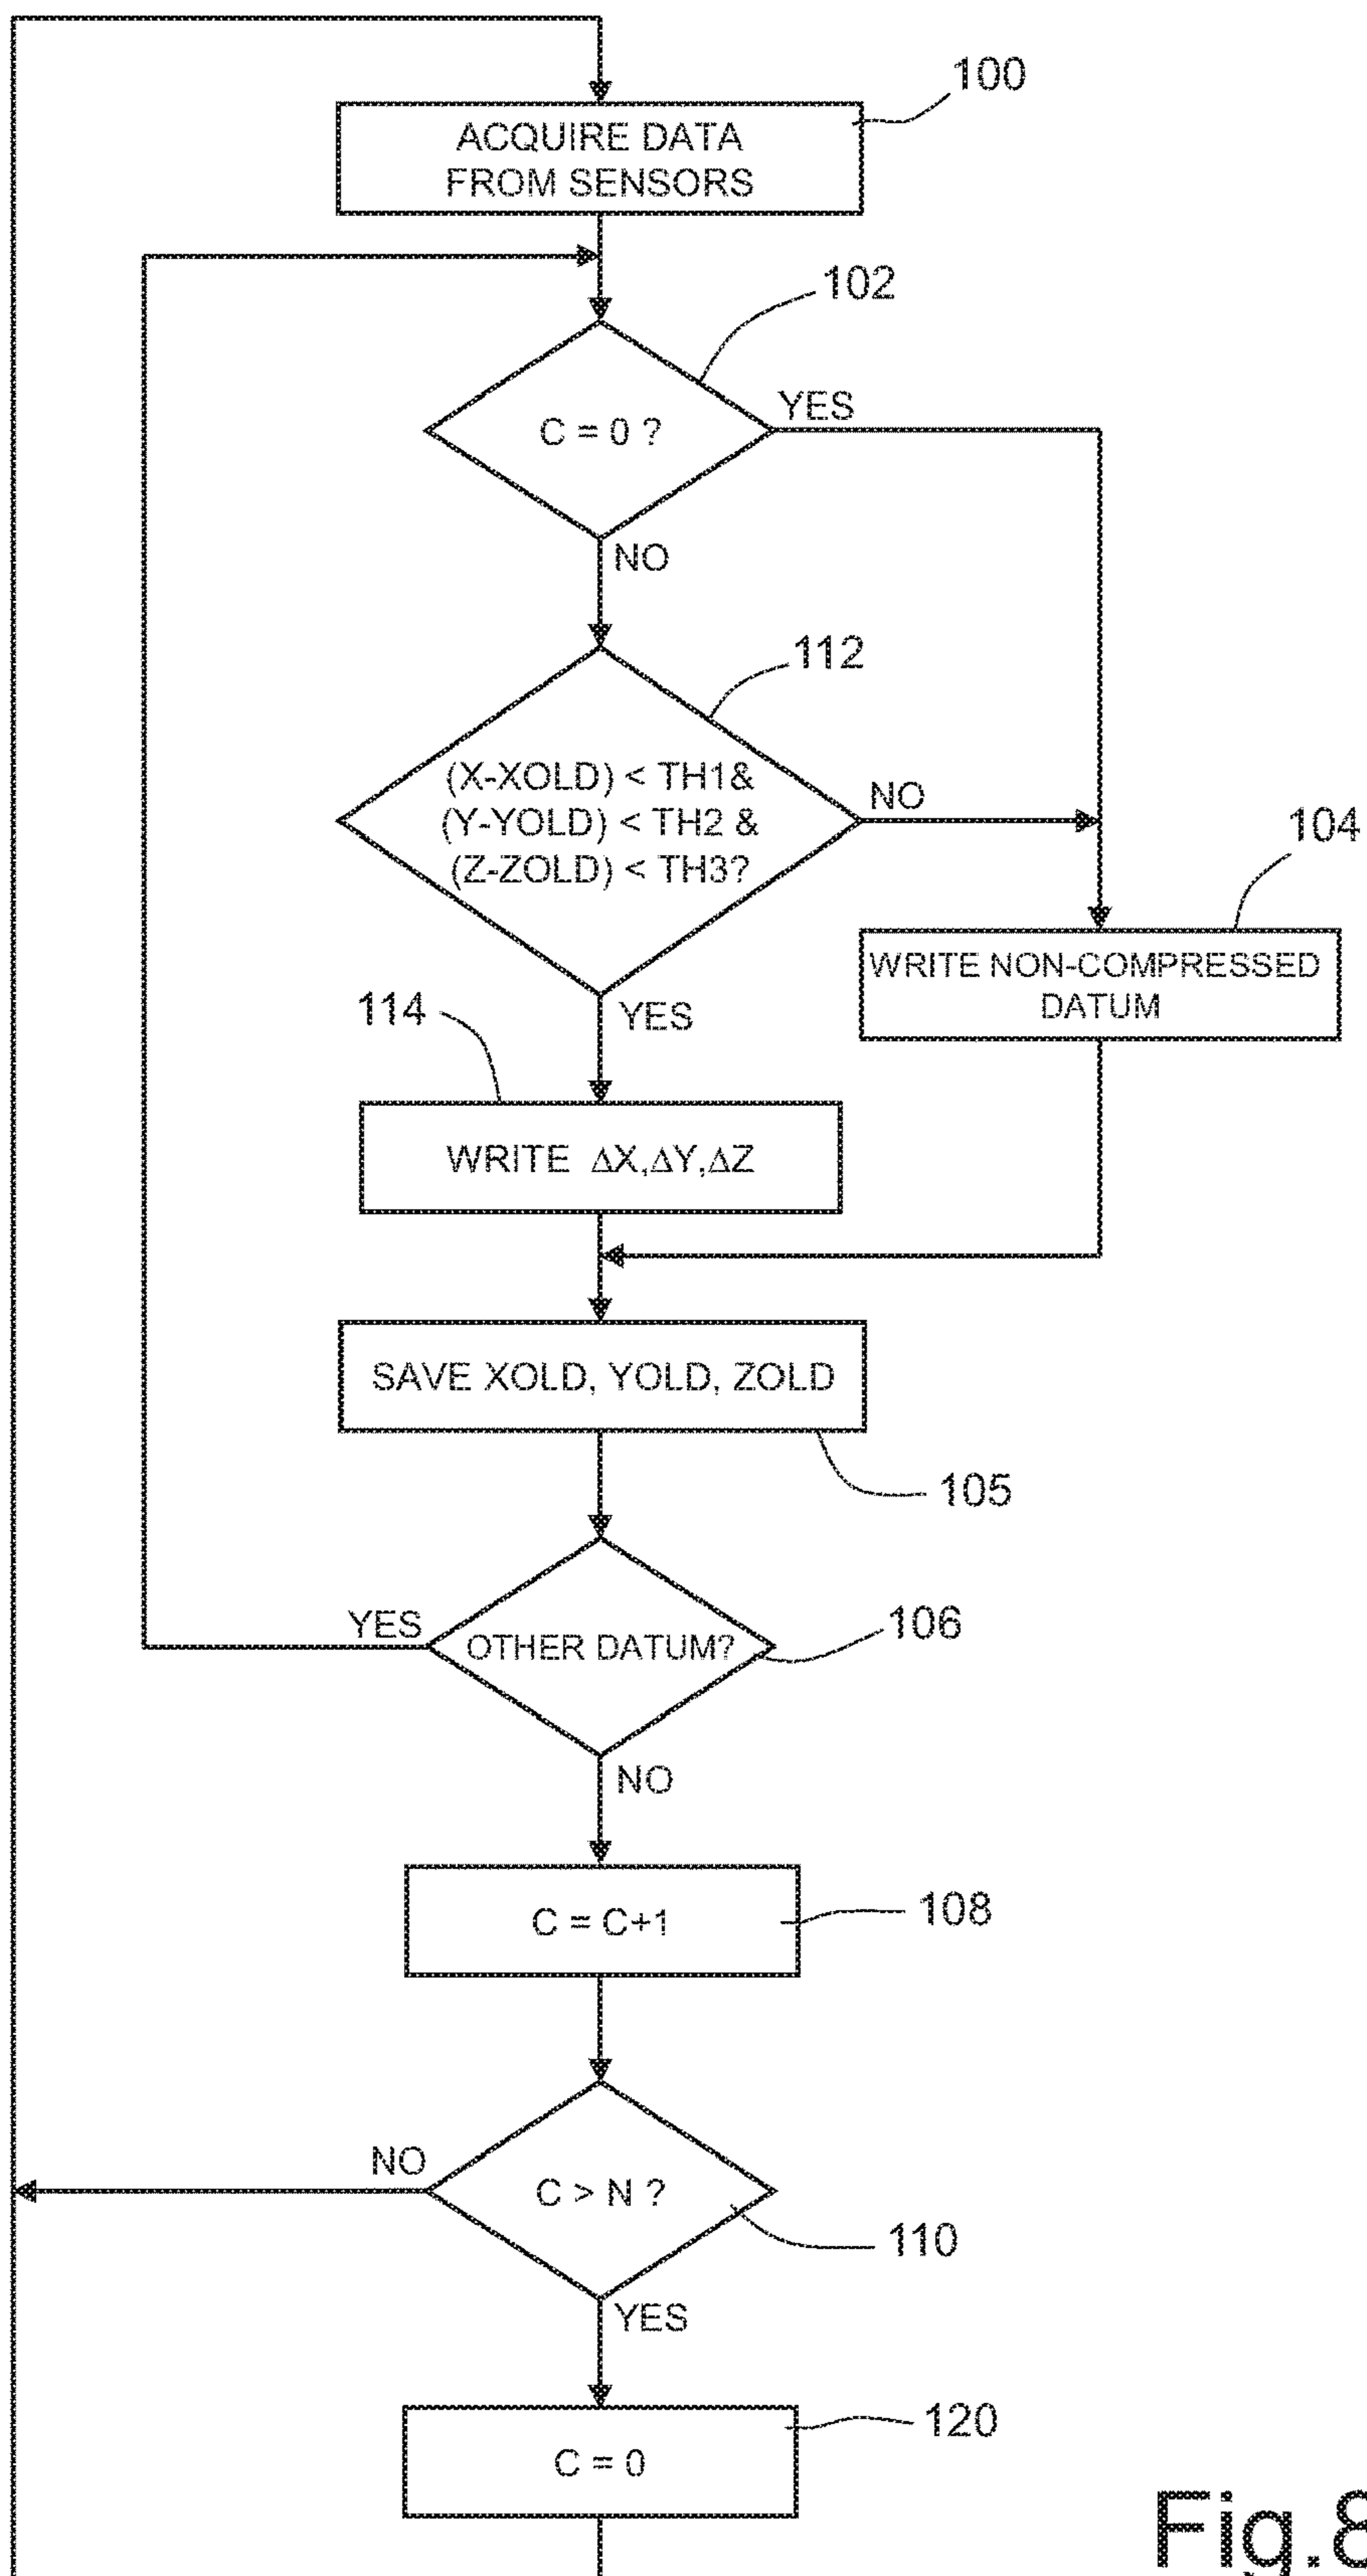 100
ACQUIRE DATA
FROM SENSORS
102
C = 0 ?
YES
NO
112
(X-XOLD) < TH1&
(Y-YOLD) < TH2 &
(Z-ZOLD) < TH3?
NO
104
WRITE NON-COMPRESSED
DATUM
YES
114
WRITE ΔX,ΔY,ΔZ
SAVE XOLD, YOLD, ZOLD
105
YES
OTHER DATUM?
106
NO
C = C+1
108
NO
C > N ?
110
YES
120
C = 0
Fig.8